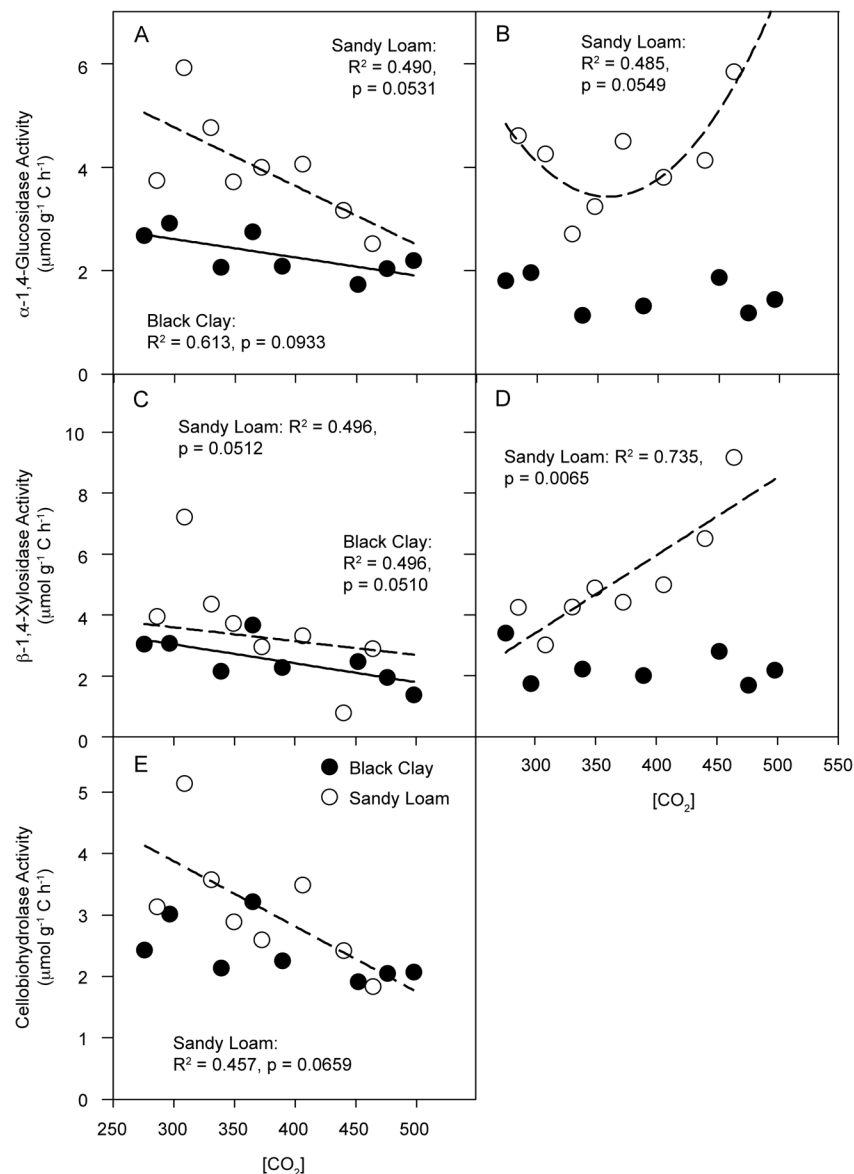 A
Sandy Loam:
R² = 0.490,
p = 0.0531
Black Clay:
R² = 0.613, p = 0.0933
B
Sandy Loam:
R² = 0.485,
p = 0.0549
6
4
2
0
α-1,4-Glucosidase Activity
(μmol g⁻¹ C h⁻¹)
250
C
Sandy Loam: R² = 0.496,
p = 0.0512
Black Clay:
R² = 0.496,
p = 0.0510
D
Sandy Loam: R² = 0.735,
p = 0.0065
10
8
6
4
2
0
β-1,4-Xylosidase Activity
(μmol g⁻¹ C h⁻¹)
300 350 400 450 500 550
[CO₂]
E
Black Clay
Sandy Loam
Sandy Loam:
R² = 0.457, p = 0.0659
5
4
3
2
1
0
Cellobiohydrolase Activity
(μmol g⁻¹ C h⁻¹)
250 300 350 400 450 500
[CO₂]